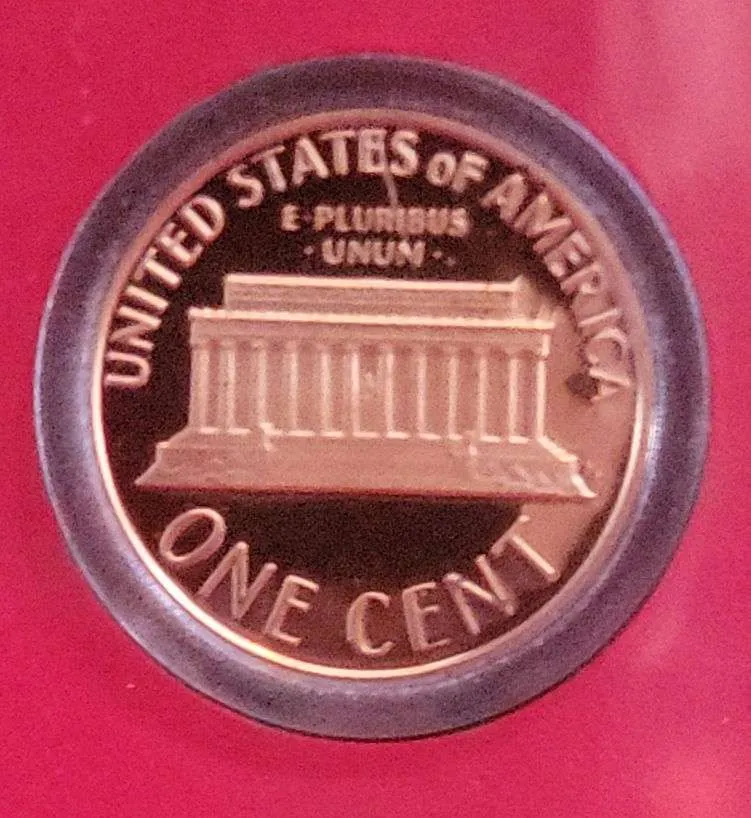 UNITED STATES oF AMERICA
E·PLURIBUS
·UNUM·
ONE CENT